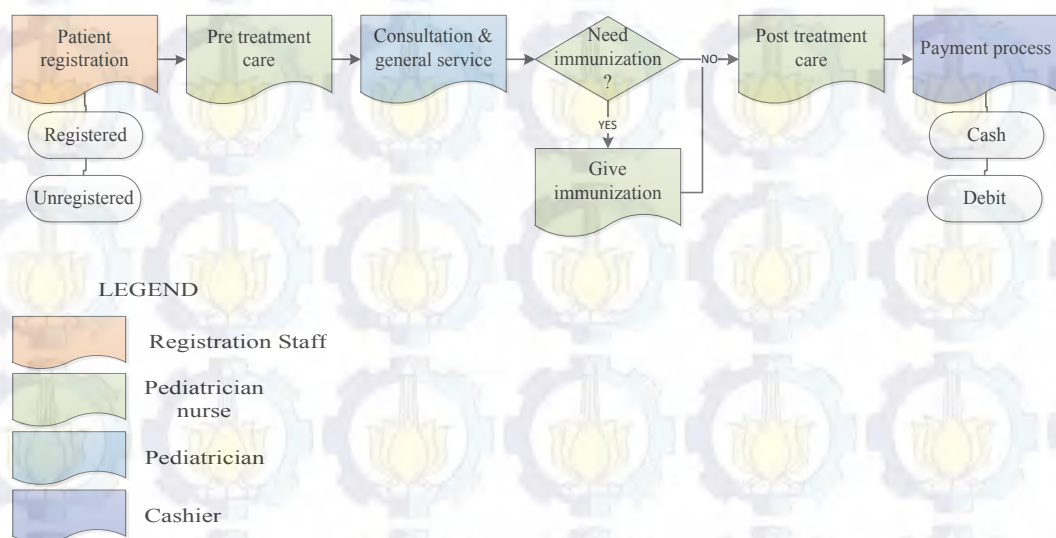 Patient
registration
Pre treatment
care
Consultation &
general service
Need
immunization
?
NO
Post treatment
care
Payment process
Registered
Unregistered
YES
Give
immunization
Cash
Debit
LEGEND
Registration Staff
Pediatrician
nurse
Pediatrician
Cashier